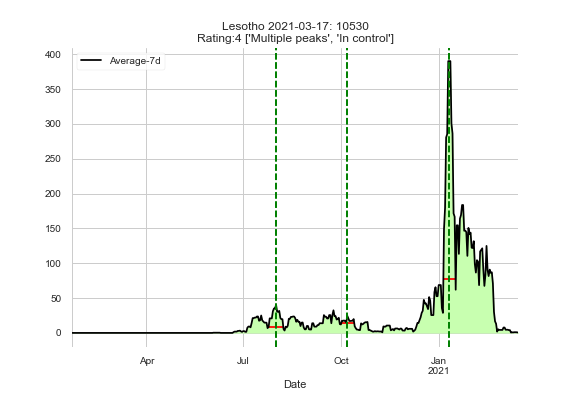 Lesotho 2021-03-17: 10530
Rating:4 ['Multiple peaks', 'In control']
Average-7d
400
350
300
250
200
150
100
50
0
Apr
Jul
Oct
Jan
2021
Date